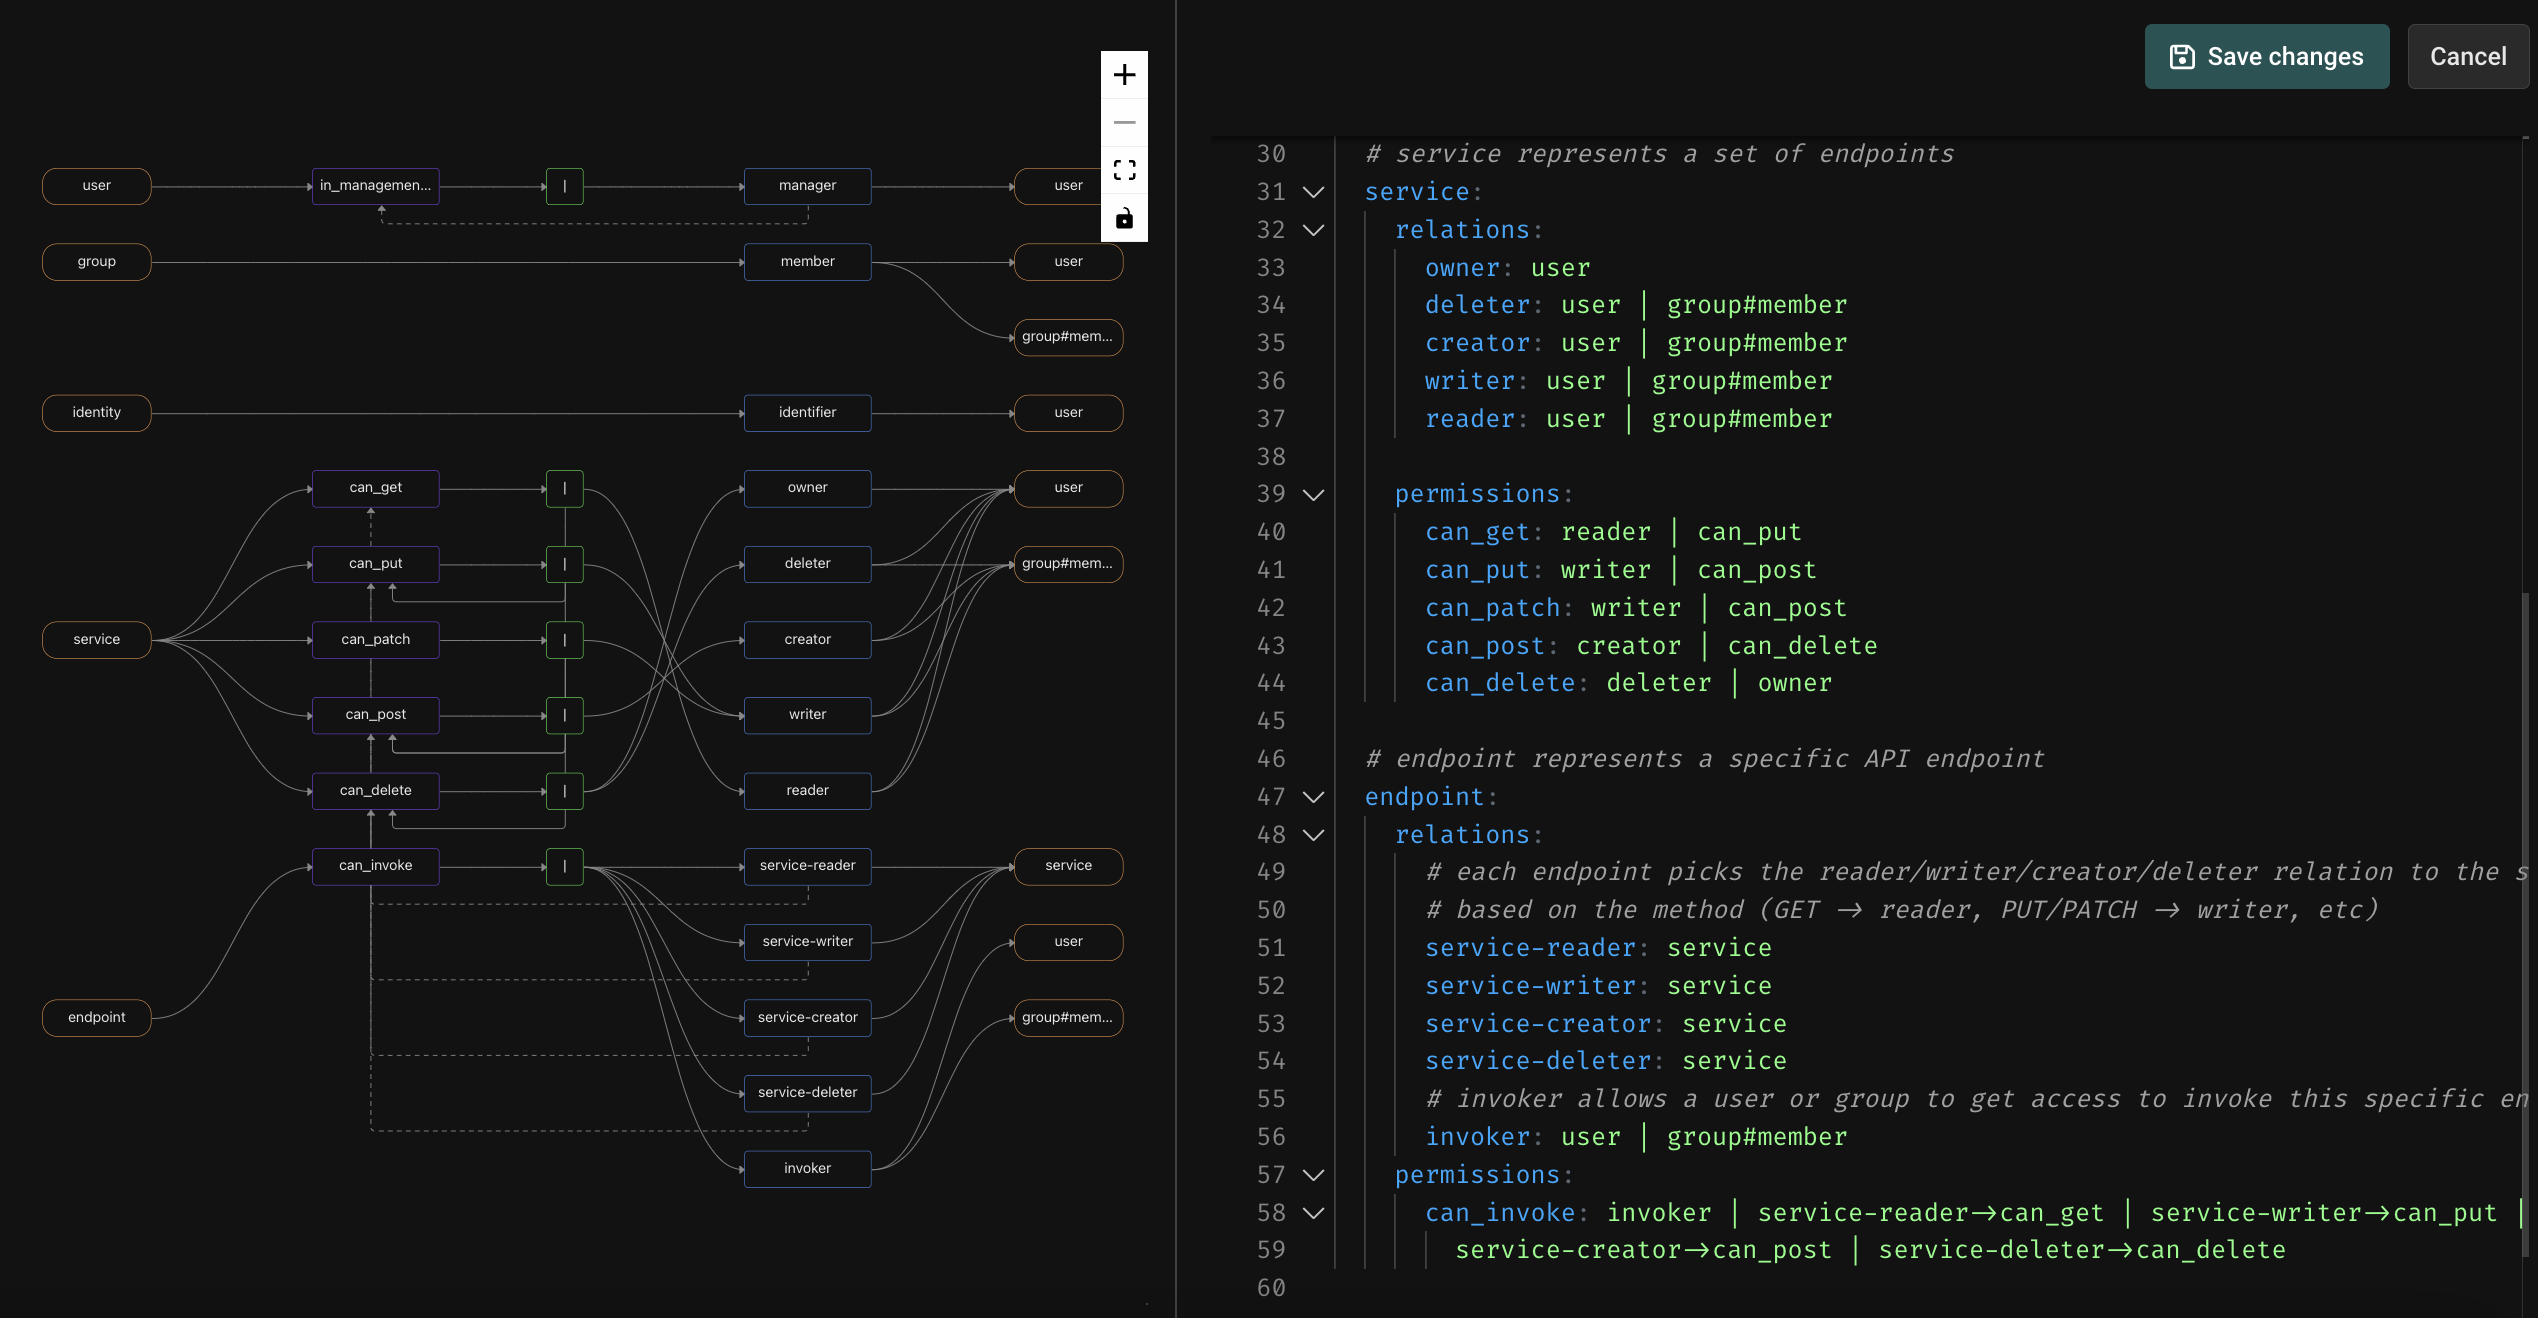 Save changes
Cancel
user
in_managemen...
|
manager
user
group
member
user
group#mem...
identity
identifier
user
can_get
|
owner
user
can_put
|
deleter
group#mem...
service
can_patch
|
creator
can_post
|
writer
can_delete
|
reader
can_invoke
|
service-reader
service
service-writer
user
endpoint
service-creator
group#mem...
service-deleter
invoker
30 # service represents a set of endpoints
31 service:
32 relations:
33 owner: user
34 deleter: user | group#member
35 creator: user | group#member
36 writer: user | group#member
37 reader: user | group#member
38
39 permissions:
40 can_get: reader | can_put
41 can_put: writer | can_post
42 can_patch: writer | can_post
43 can_post: creator | can_delete
44 can_delete: deleter | owner
45
46 # endpoint represents a specific API endpoint
47 endpoint:
48 relations:
49 # each endpoint picks the reader/writer/creator/deleter relation to the s
50 # based on the method (GET -> reader, PUT/PATCH -> writer, etc)
51 service-reader: service
52 service-writer: service
53 service-creator: service
54 service-deleter: service
55 # invoker allows a user or group to get access to invoke this specific en
56 invoker: user | group#member
57 permissions:
58 can_invoke: invoker | service-reader->can_get | service-writer->can_put |
59 service-creator->can_post | service-deleter->can_delete
60